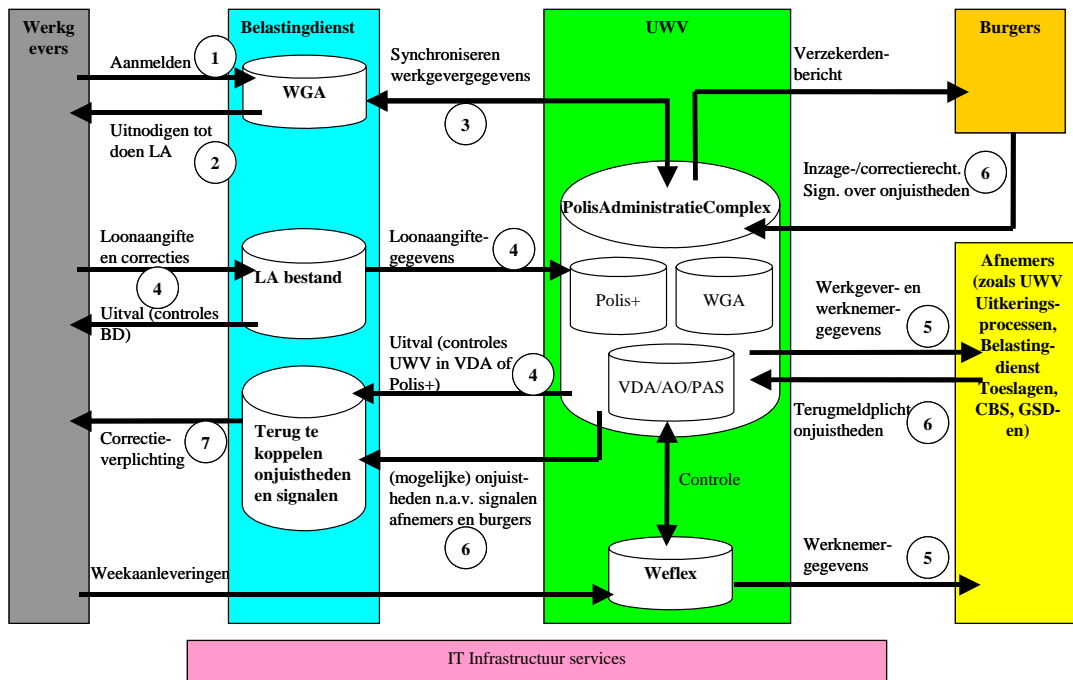 Werkg
evers
Belastingdienst
UWV
Burgers
Aanmelden
1
WGA
Uitnodigen tot
doen LA
2
Synchroniseren
werkgevergegevens
3
Verzekerden-
bericht
Inzage-/correctierecht.
Sign. over onjuistheden
6
PolisAdministratieComplex
Polis+
WGA
VDA/AO/PAS
Loonaangifte
en correcties
4
LA bestand
Uitval (controles
BD)
Loonaangifte-
gegevens
4
Uitval (controles
UWV in VDA of
Polis+)
4
Afnemers
(zoals UWV
Uitkerings-
processen,
Belasting-
dienst
Toeslagen,
CBS, GSD-
en)
Werkgever- en
werknemer-
gegevens
5
Terugmeldplicht
onjuistheden
6
7
Correctie-
verplichting
Terug te
koppelen
onjuistheden
en signalen
(mogelijke) onjuist-
heden n.a.v. signalen
afnemers en burgers
6
Controle
Weekaanleveringen
Weflex
Werknemer-
gegevens
5
IT Infrastructuur services